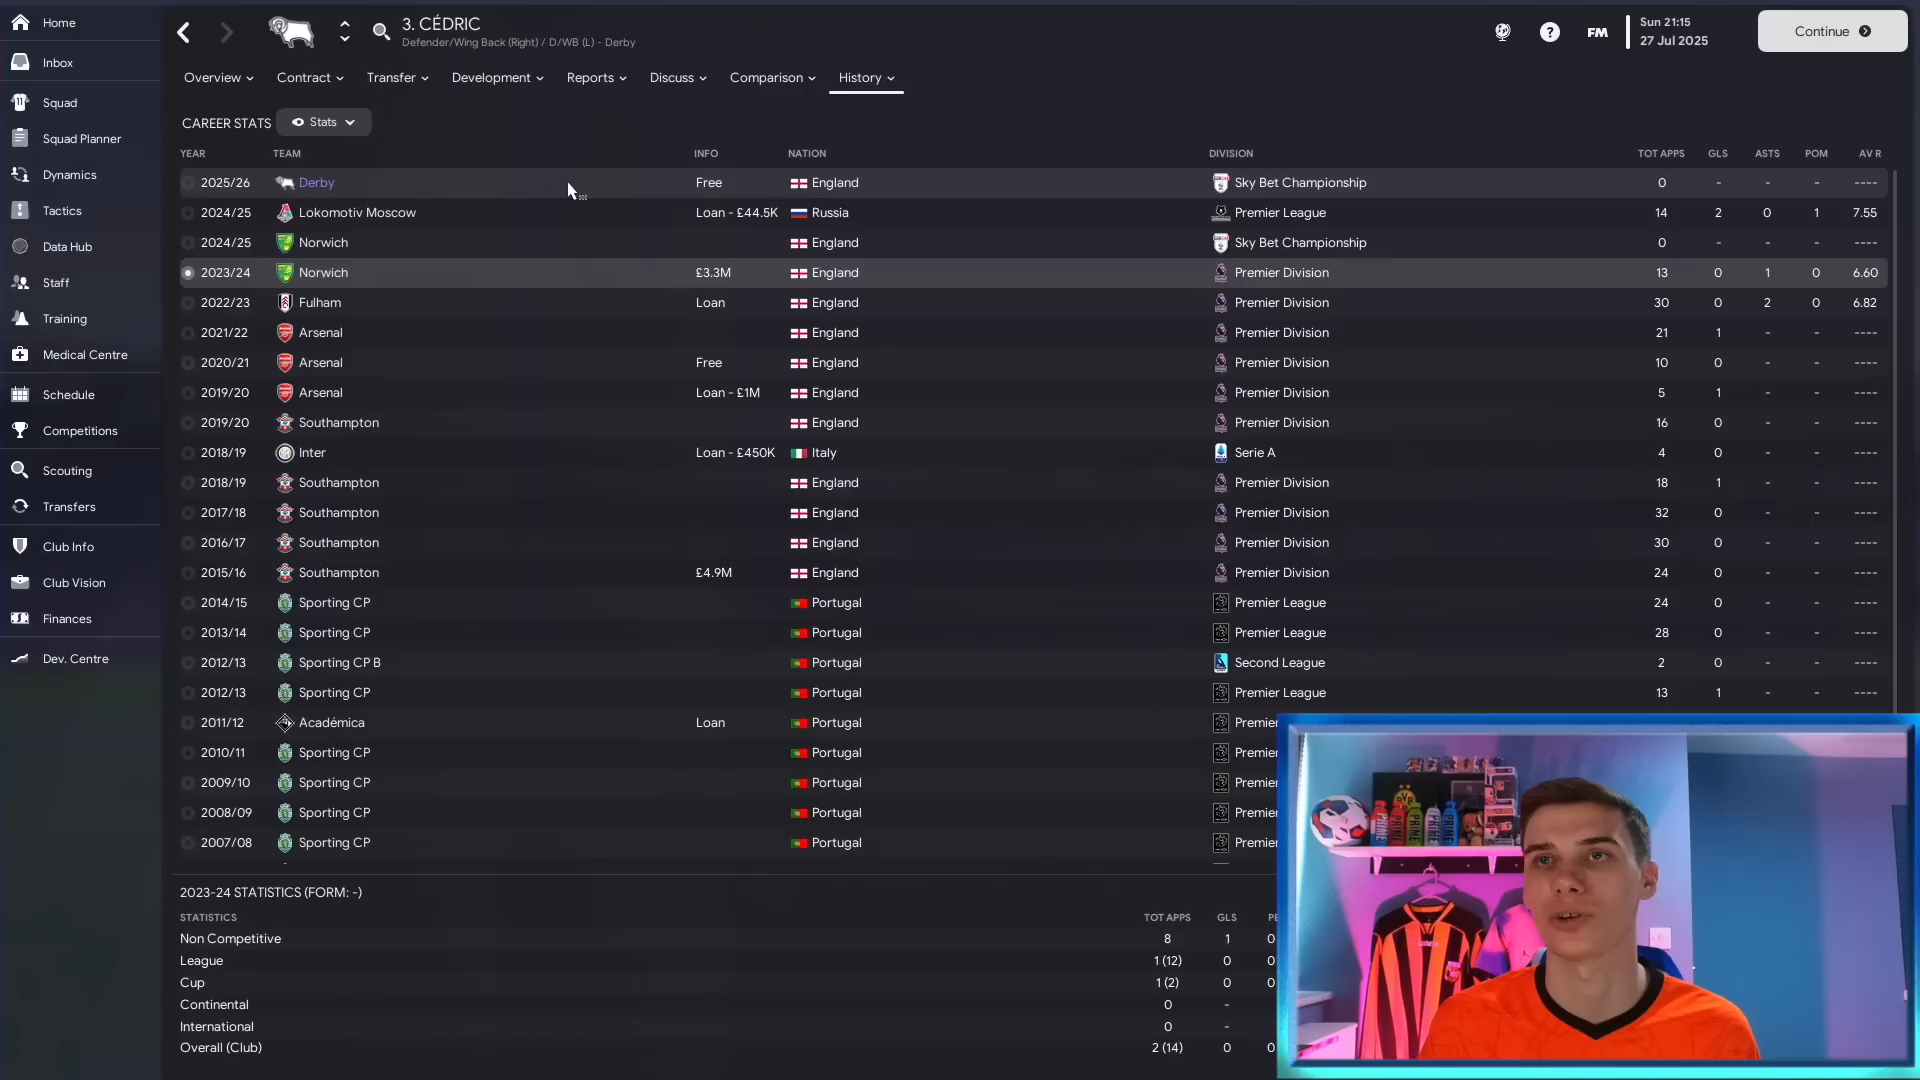 Home
Inbox
Squad
Squad Planner
Dynamics
Tactics
Data Hub
Staff
Training
Medical Centre
Schedule
Competitions
Scouting
Transfers
Club Info
Club Vision
Finances
Dev. Centre
3. CÉDRIC
Defender/Wing Back (Right) / D/WB (L) - Derby
FM
Sun 21:15
27 Jul 2025
Continue
Overview Contract Transfer Development Reports Discuss Comparison History
CAREER STATS Stats
YEAR TEAM INFO NATION DIVISION TOT APPS GLS ASTS POM AV R
2025/26 Derby Free England Sky Bet Championship 0 - - - ----
2024/25 Lokomotiv Moscow Loan - £44.5K Russia Premier League 14 2 0 1 7.55
2024/25 Norwich England Sky Bet Championship 0 - - - ----
2023/24 Norwich £3.3M England Premier Division 13 0 1 0 6.60
2022/23 Fulham Loan England Premier Division 30 0 2 0 6.82
2021/22 Arsenal England Premier Division 21 1 - - ----
2020/21 Arsenal Free England Premier Division 10 0 - - ----
2019/20 Arsenal Loan - £1M England Premier Division 5 1 - - ----
2019/20 Southampton England Premier Division 16 0 - - ----
2018/19 Inter Loan - £450K Italy Serie A 4 0 - - ----
2018/19 Southampton England Premier Division 18 1 - - ----
2017/18 Southampton England Premier Division 32 0 - - ----
2016/17 Southampton England Premier Division 30 0 - - ----
2015/16 Southampton £4.9M England Premier Division 24 0 - - ----
2014/15 Sporting CP Portugal Premier League 24 0 - - ----
2013/14 Sporting CP Portugal Premier League 28 0 - - ----
2012/13 Sporting CP B Portugal Second League 2 0 - - ----
2012/13 Sporting CP Portugal Premier League 13 1 - - ----
2011/12 Académica Loan Portugal Premier
2010/11 Sporting CP Portugal Premier
2009/10 Sporting CP Portugal Premier
2008/09 Sporting CP Portugal Premier
2007/08 Sporting CP Portugal Premier
2023-24 STATISTICS (FORM: -)
STATISTICS TOT APPS GLS PE
Non Competitive 8 1 0
League 1 (12) 0 0
Cup 1 (2) 0 0
Continental 0 -
International 0 -
Overall (Club) 2 (14) 0 0
BVB
PRIME PRIME PRIME PRIME